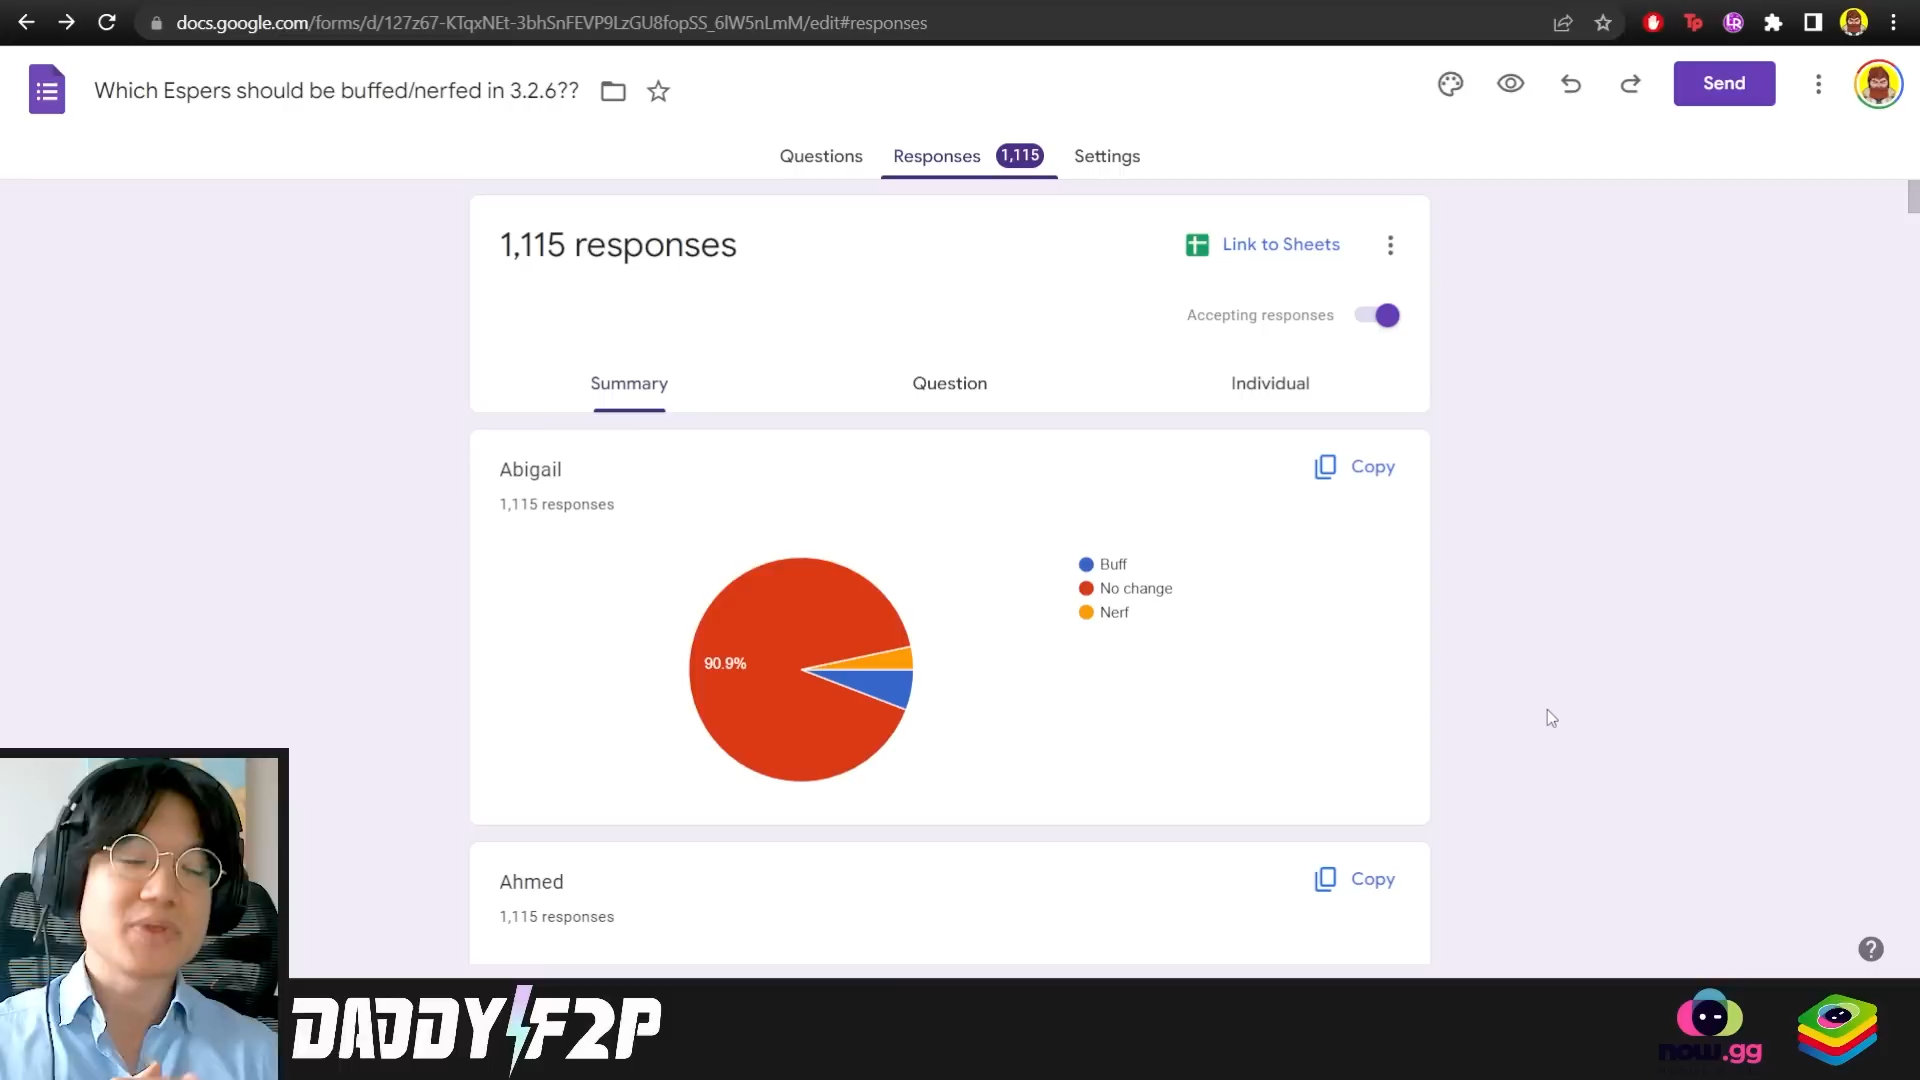 docs.google.com/forms/d/127z67-KTqxNEt-3bhSnFEVP9LzGU8fopSS_6lW5nLmM/edit#responses
Which Espers should be buffed/nerfed in 3.2.6??
Send
Questions
Responses 1,115
Settings
1,115 responses
Link to Sheets
Accepting responses
Summary
Question
Individual
Abigail
Copy
1,115 responses
Buff
No change
Nerf
90.9%
Ahmed
Copy
1,115 responses
DADDY F2P
now.gg